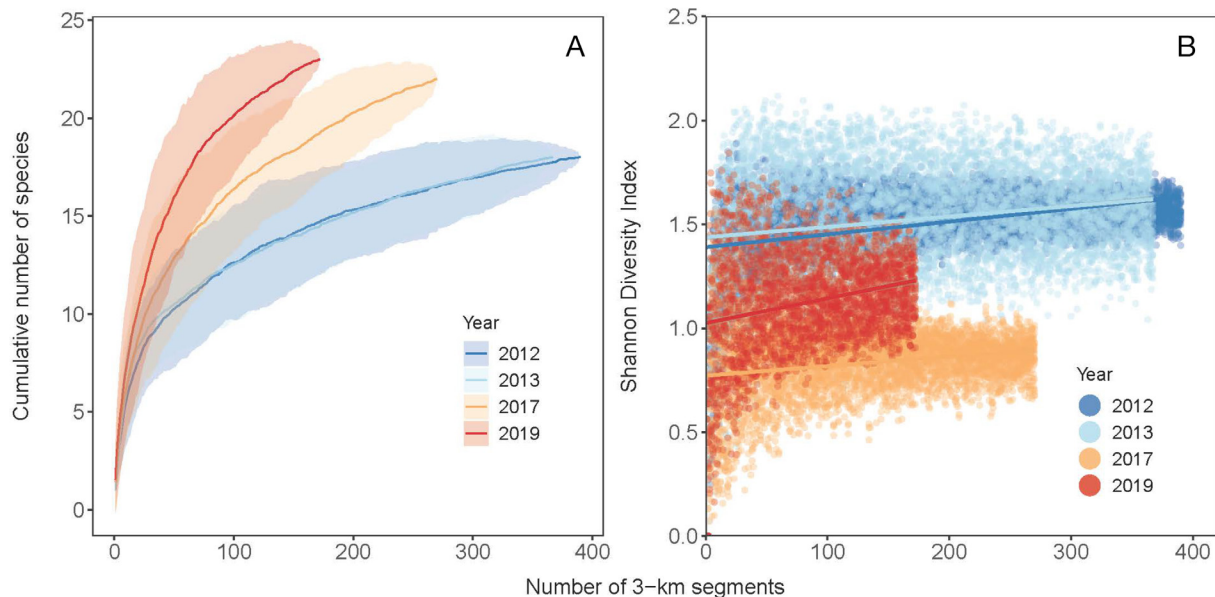 A
Cumulative number of species
25
20
15
10
5
0
0 100 200 300 400
Year
2012
2013
2017
2019
B
Shannon Diversity Index
2.5
2.0
1.5
1.0
0.5
0.0
0 100 200 300 400
Year
2012
2013
2017
2019
Number of 3-km segments